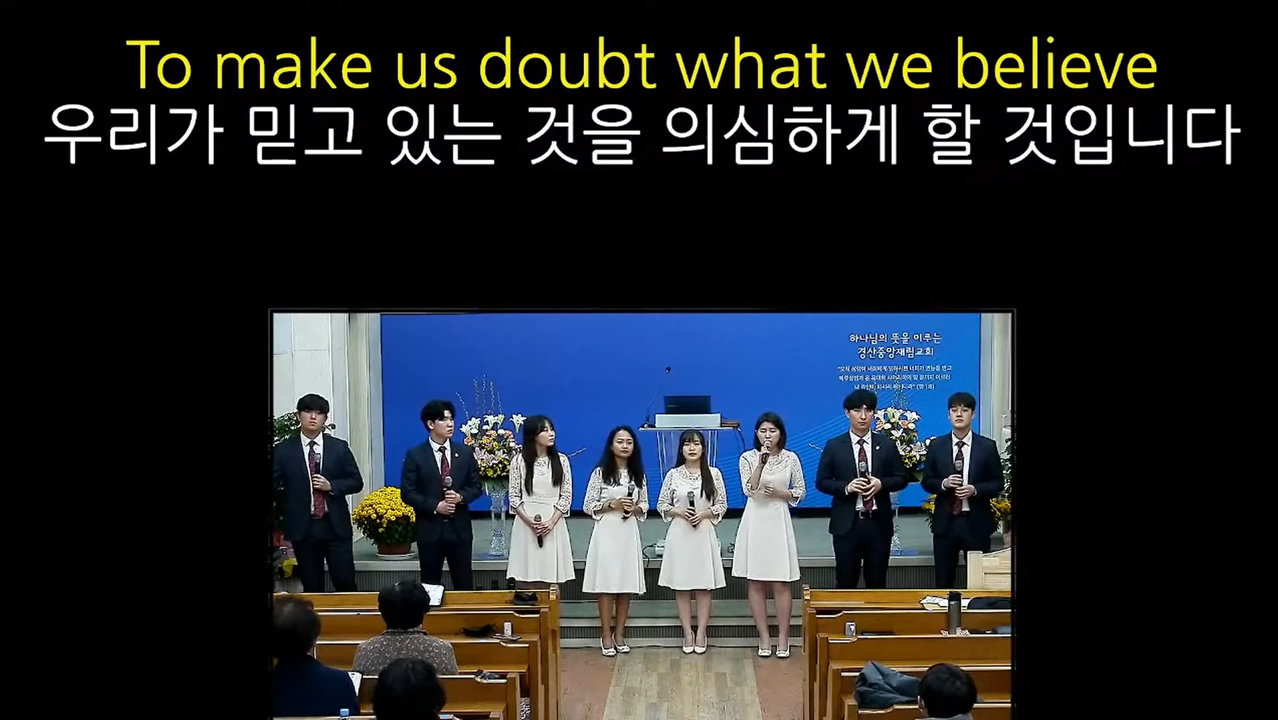 To make us doubt what we believe
우리가 믿고 있는 것을 의심하게 할 것입니다
하나님의 뜻을 이루는
경산중앙재림교회